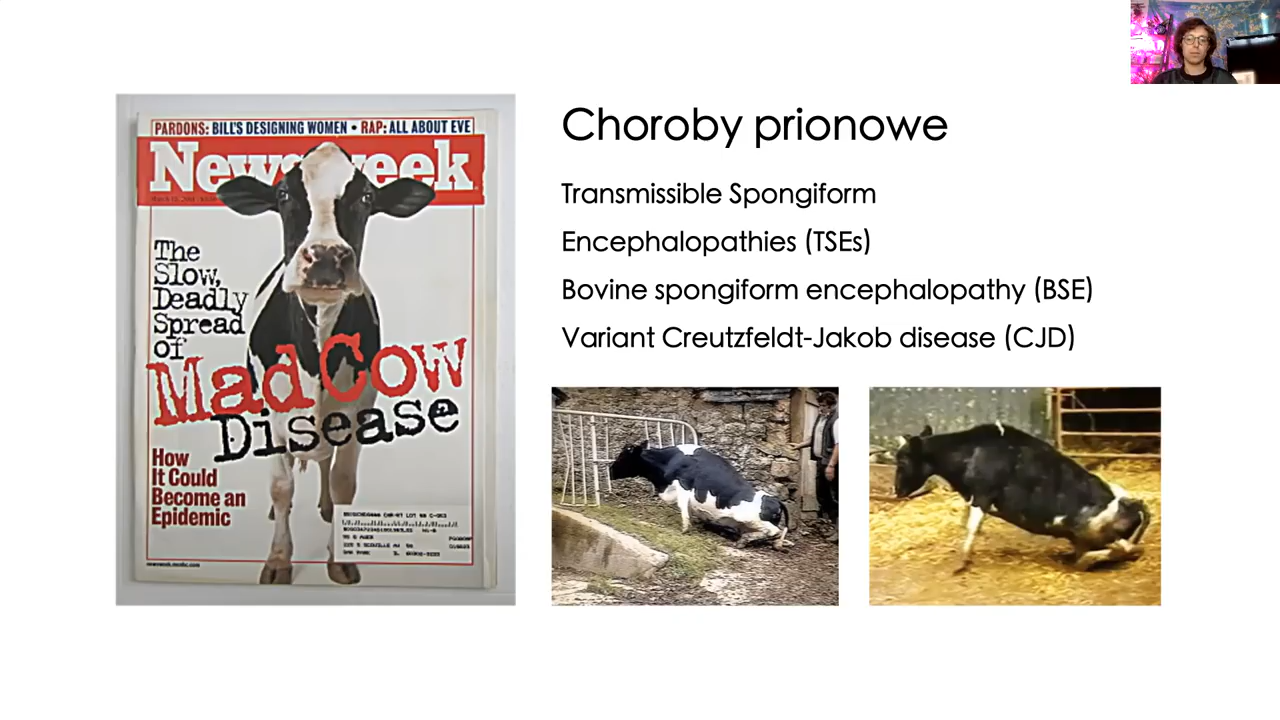 PARDONS: BILL'S DESIGNING WOMEN • RAP: ALL ABOUT EVE
Newsweek
The
Slow,
Deadly
Spread
of
Mad Cow
Disease
How
It Could
Become an
Epidemic
Choroby prionowe
Transmissible Spongiform
Encephalopathies (TSEs)
Bovine spongiform encephalopathy (BSE)
Variant Creutzfeldt-Jakob disease (CJD)